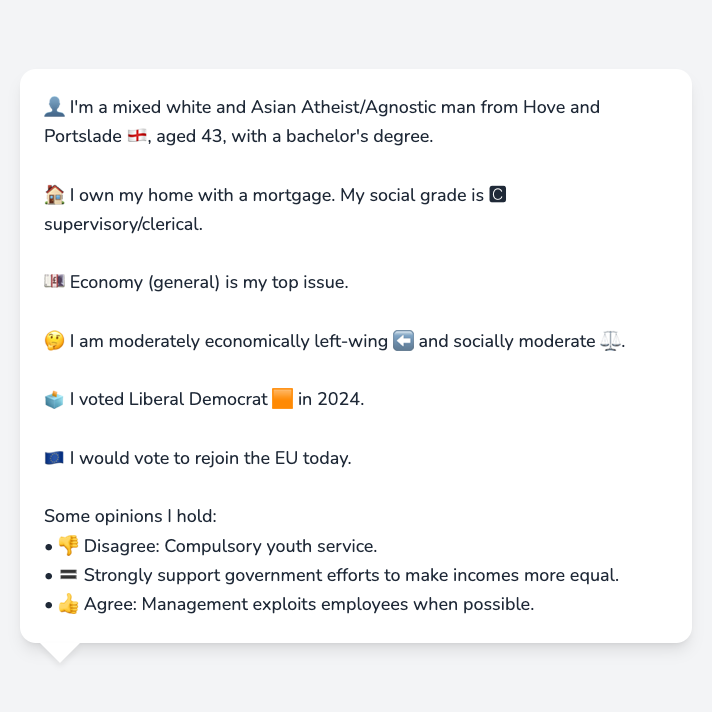 👤 I'm a mixed white and Asian Atheist/Agnostic man from Hove and
Portslade 🏴󠁧󠁢󠁥󠁮󠁧󠁿, aged 43, with a bachelor's degree.
🏠 I own my home with a mortgage. My social grade is C
supervisory/clerical.
💷 Economy (general) is my top issue.
🤔 I am moderately economically left-wing ⬅️ and socially moderate ⚖️.
🗳️ I voted Liberal Democrat 🟧 in 2024.
🇪🇺 I would vote to rejoin the EU today.
Some opinions I hold:
• 👎 Disagree: Compulsory youth service.
• 🟰 Strongly support government efforts to make incomes more equal.
• 👍 Agree: Management exploits employees when possible.